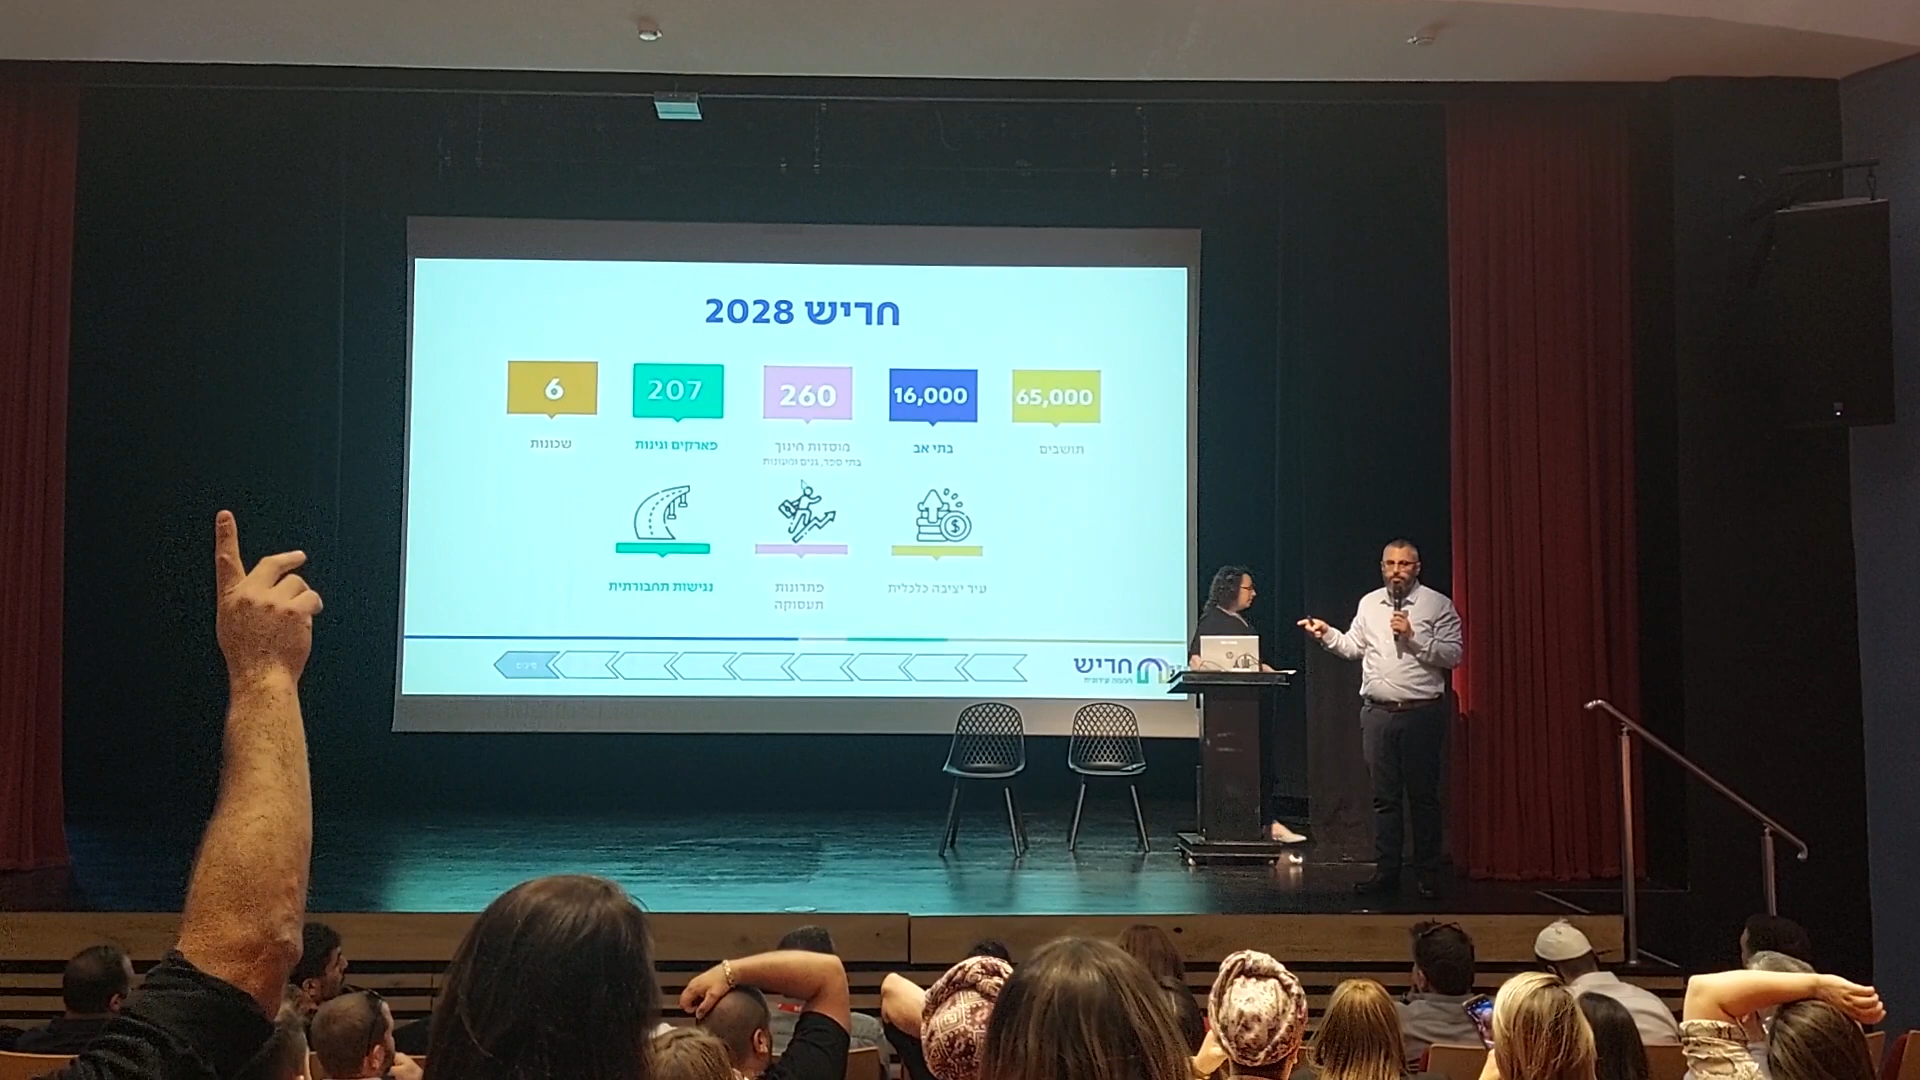 חריש 2028
65,000
תושבים
16,000
בתי אב
260
מוסדות חינוך
בתי ספר, גנים ומעונות
207
פארקים וגינות
6
שכונות
עיר יציבה כלכלית
פתרונות
תעסוקה
נגישות תחבורתית
סיכום
חריש